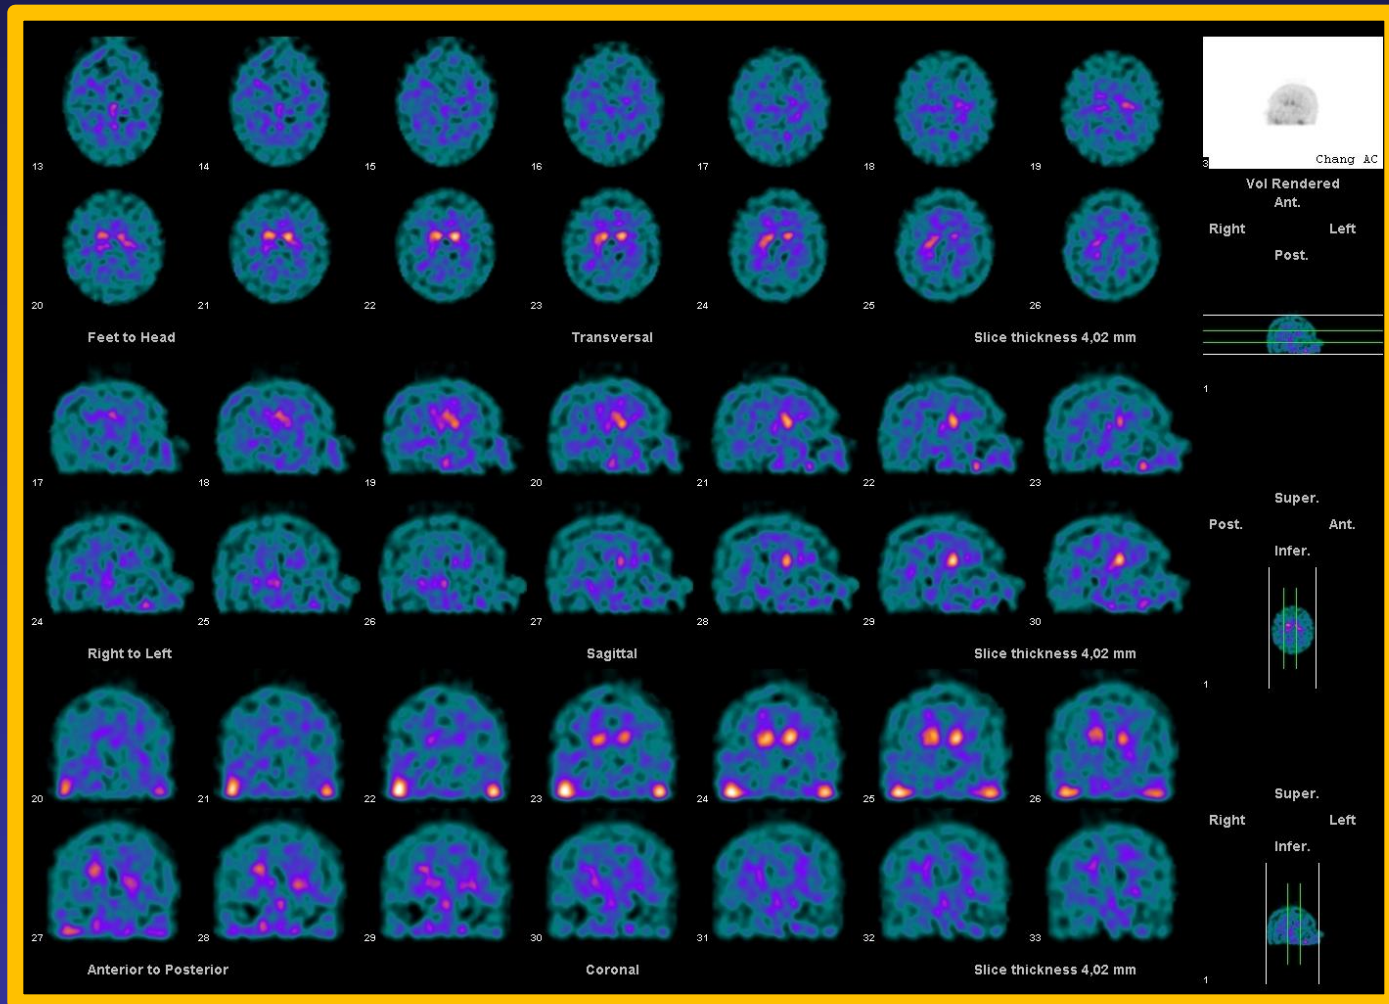 13 14 15 16 17 18 19
3
Chang AC
Vol Rendered
Ant.
Right Left
Post.
20 21 22 23 24 25 26
Feet to Head Transversal Slice thickness 4,02 mm
1
17 18 19 20 21 22 23
Super.
Post. Ant.
Infer.
24 25 26 27 28 29 30
Right to Left Sagittal Slice thickness 4,02 mm
1
20 21 22 23 24 25 26
Super.
Right Left
Infer.
27 28 29 30 31 32 33
Anterior to Posterior Coronal Slice thickness 4,02 mm
1